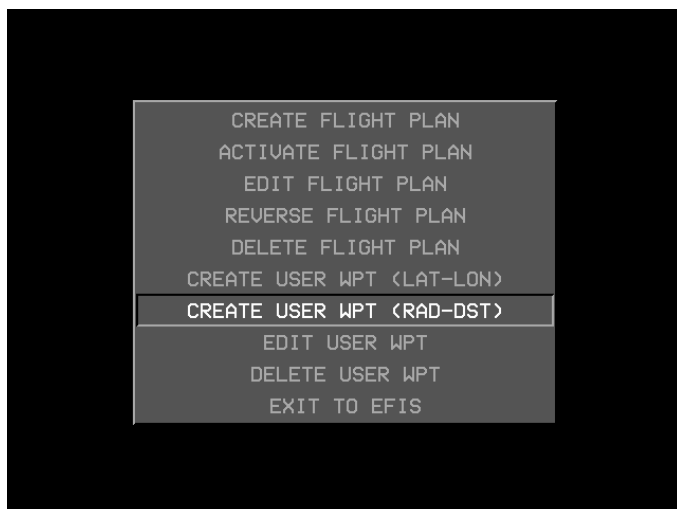 CREATE FLIGHT PLAN
ACTIVATE FLIGHT PLAN
EDIT FLIGHT PLAN
REVERSE FLIGHT PLAN
DELETE FLIGHT PLAN
CREATE USER WPT (LAT-LON)
CREATE USER WPT (RAD-DST)
EDIT USER WPT
DELETE USER WPT
EXIT TO EFIS